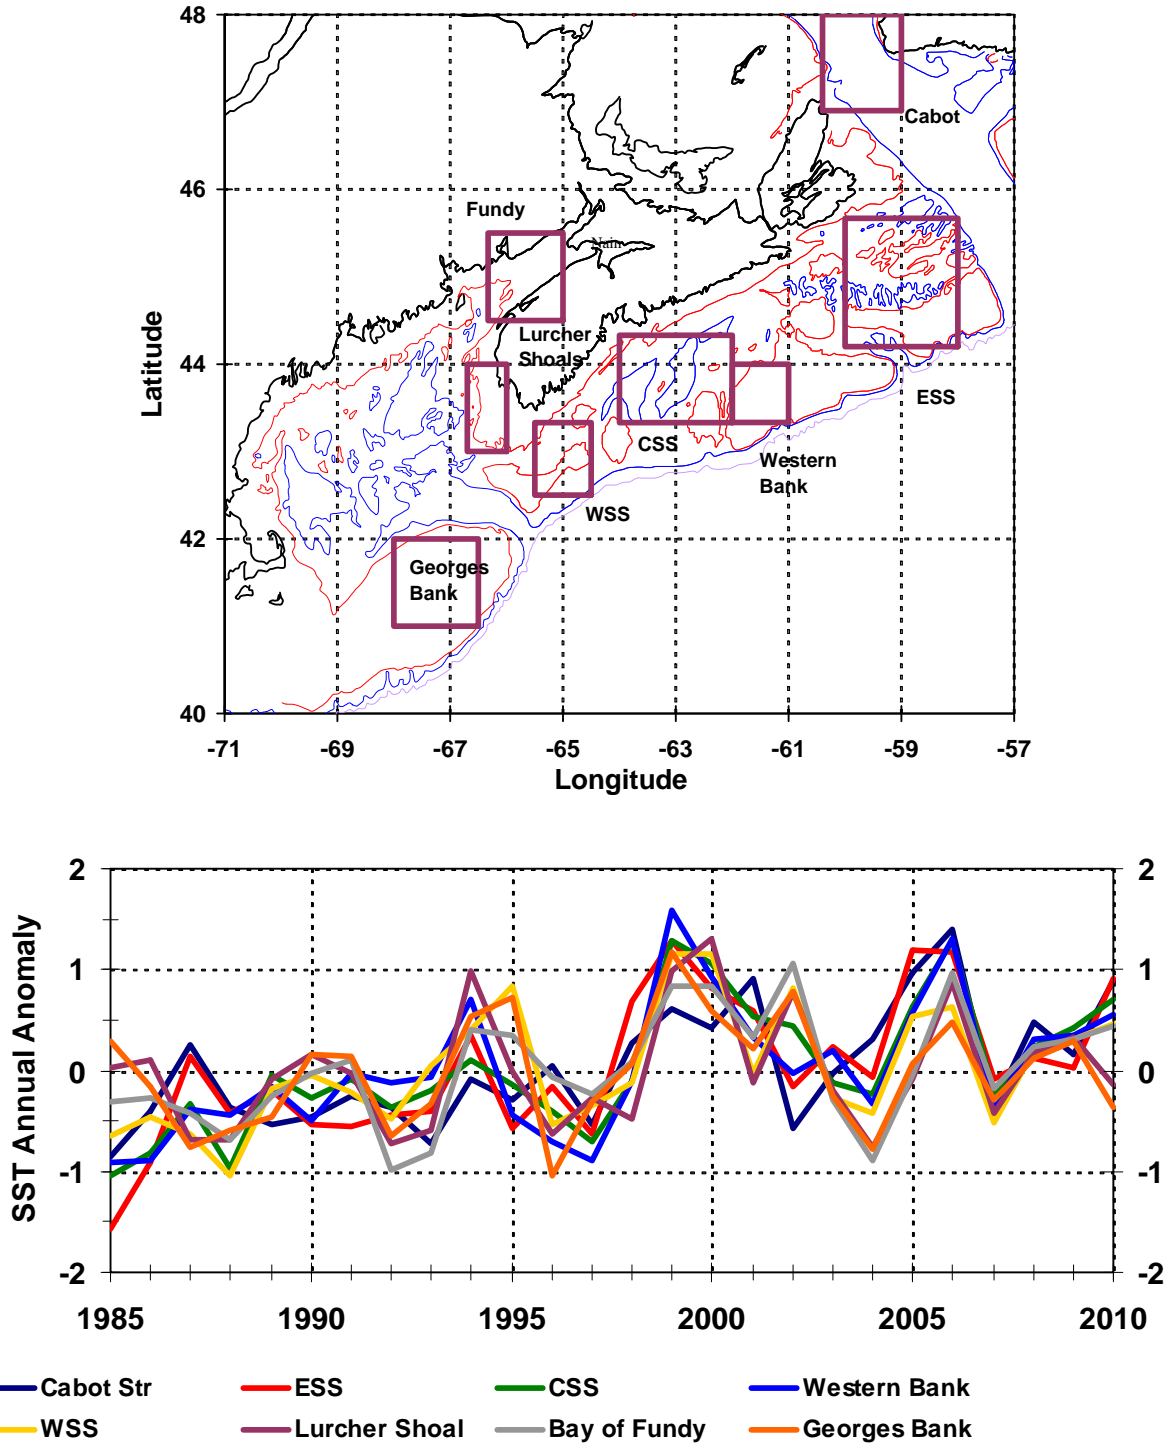 48
Cabot
46
Fundy
Nain
Lurcher
Shoals
44
Latitude
ESS
CSS
Western
Bank
WSS
42
Georges
Bank
40
-71 -69 -67 -65 -63 -61 -59 -57
Longitude
2 2
1 1
0 0
-1 -1
-2 -2
SST Annual Anomaly
1985 1990 1995 2000 2005 2010
Cabot Str ESS CSS Western Bank
WSS Lurcher Shoal Bay of Fundy Georges Bank